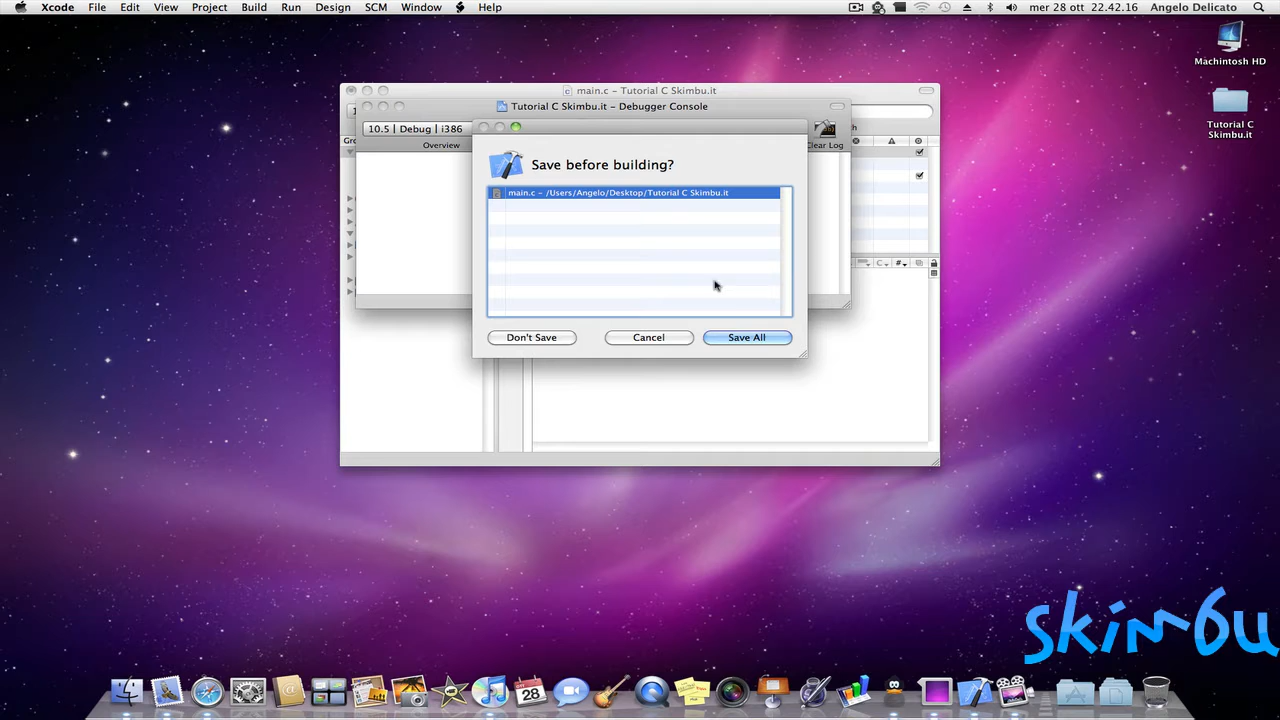 Xcode File Edit View Project Build Run Design SCM Window Help mer 28 ott 22.42.16 Angelo Delicato
Machintosh HD
Tutorial C
Skimbu.it
main.c – Tutorial C Skimbu.it
Tutorial C Skimbu.it – Debugger Console
10.5 | Debug | i386
Overview
Clear Log
Save before building?
main.c – /Users/Angelo/Desktop/Tutorial C Skimbu.it
Don't Save Cancel Save All
skimbu
28